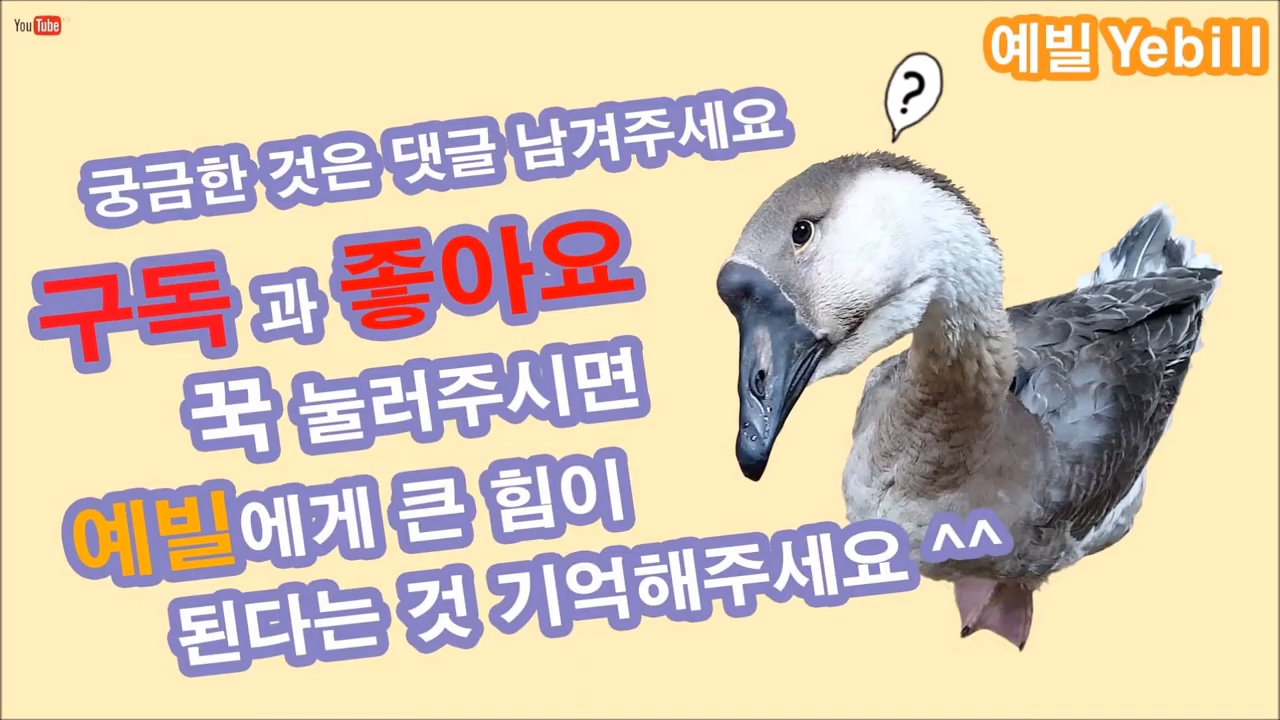 YouTube
예빌 Yebill
?
궁금한 것은 댓글 남겨주세요
구독 과 좋아요
꾹 눌러주시면
예빌에게 큰 힘이
된다는 것 기억해주세요 ^^